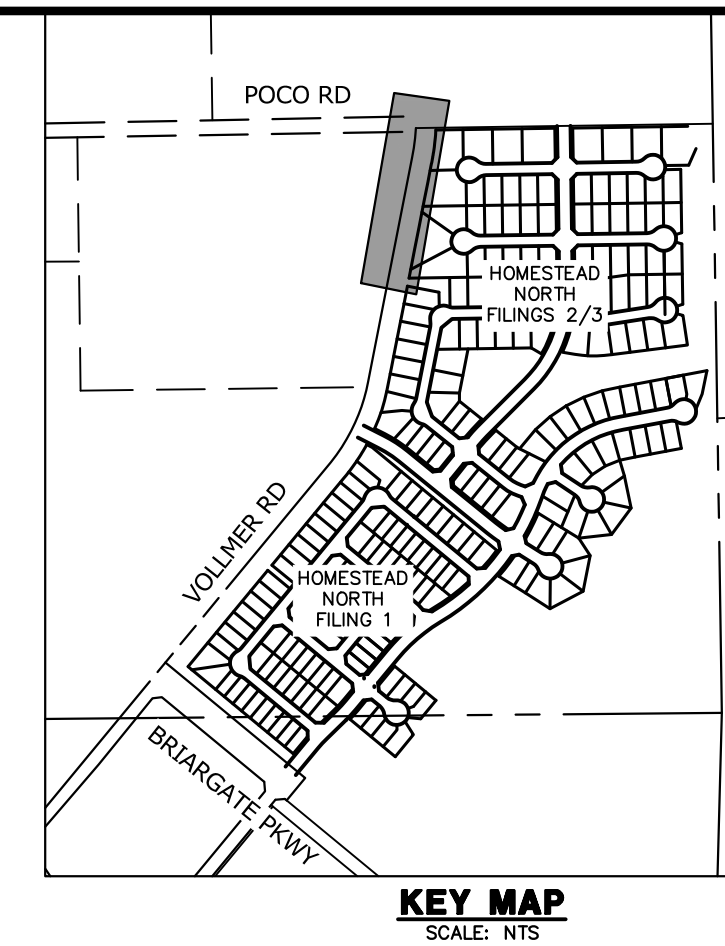 POCO RD
HOMESTEAD
NORTH
FILINGS 2/3
VOLLMER RD
HOMESTEAD
NORTH
FILING 1
BRIARGATE PKWY
KEY MAP
SCALE: NTS